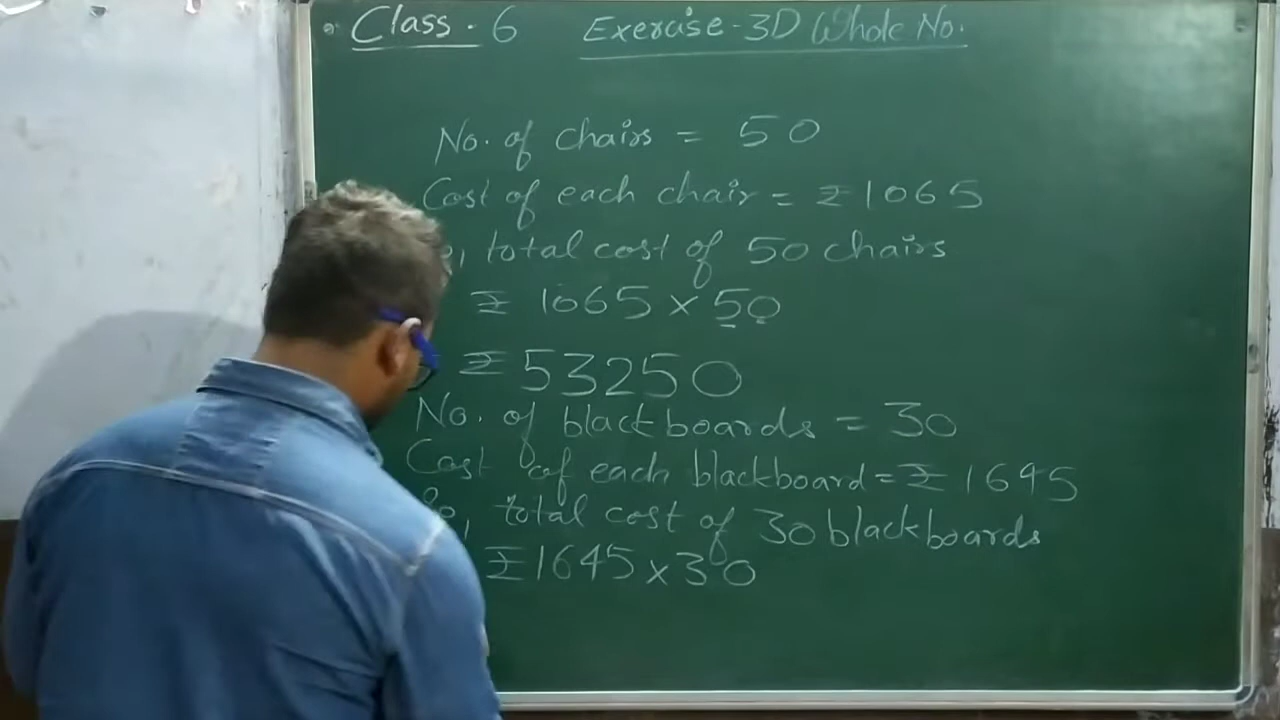 Class. 6 Exercise-3D Whole No.
No. of chairs = 50
Cost of each chair = ₹1065
total cost of 50 chairs
₹ 1065 × 50
₹ 53250
No. of blackboards = 30
Cost of each blackboard = ₹ 1645
So, total cost of 30 blackboards
₹1645 × 30